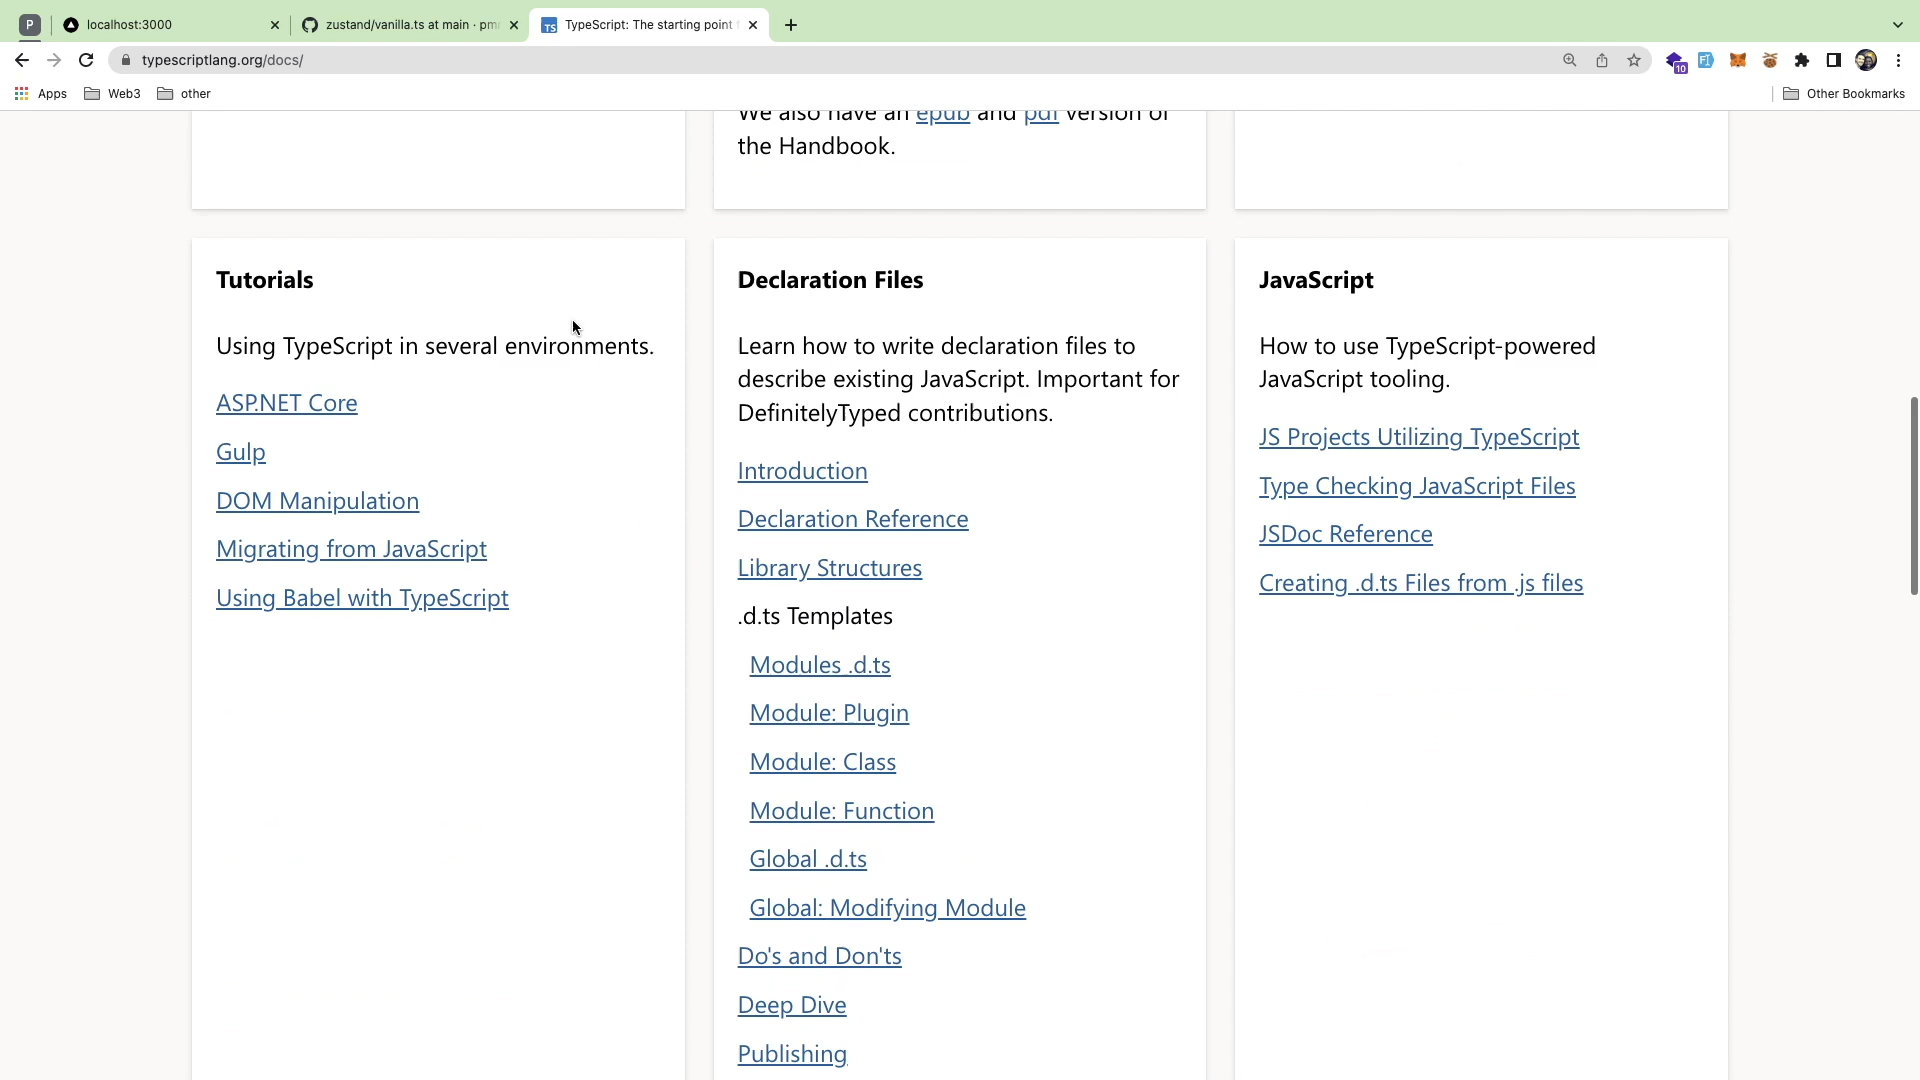 P
localhost:3000
zustand/vanilla.ts at main · pm
TS
TypeScript: The starting point
typescriptlang.org/docs/
10
Apps
Web3
other
Other Bookmarks
We also have an epub and pdf version of
the Handbook.
Tutorials
Using TypeScript in several environments.
ASP.NET Core
Gulp
DOM Manipulation
Migrating from JavaScript
Using Babel with TypeScript
Declaration Files
Learn how to write declaration files to
describe existing JavaScript. Important for
DefinitelyTyped contributions.
Introduction
Declaration Reference
Library Structures
.d.ts Templates
Modules .d.ts
Module: Plugin
Module: Class
Module: Function
Global .d.ts
Global: Modifying Module
Do's and Don'ts
Deep Dive
Publishing
JavaScript
How to use TypeScript-powered
JavaScript tooling.
JS Projects Utilizing TypeScript
Type Checking JavaScript Files
JSDoc Reference
Creating .d.ts Files from .js files